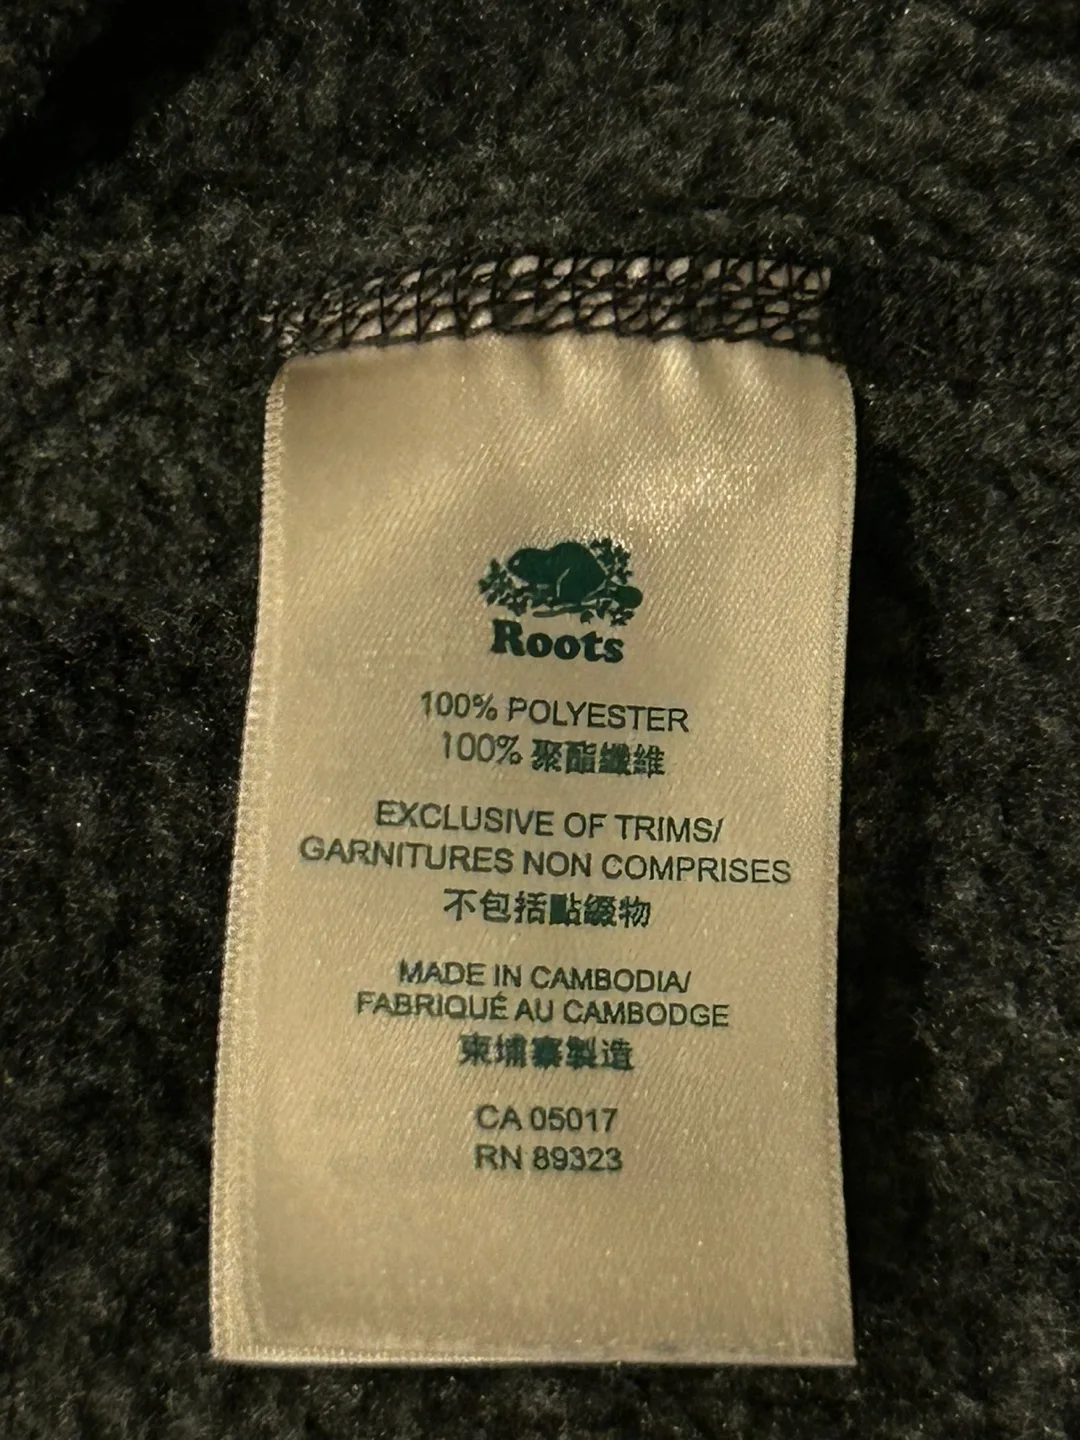 Roots
100% POLYESTER
100% 聚酯纖維
EXCLUSIVE OF TRIMS/
GARNITURES NON COMPRISES
不包括點綴物
MADE IN CAMBODIA/
FABRIQUÉ AU CAMBODGE
柬埔寨製造
CA 05017
RN 89323